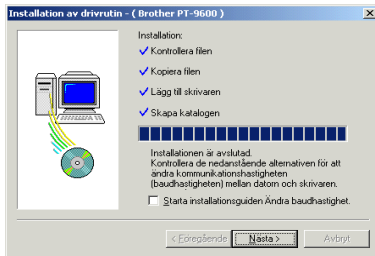 Installation av drivrutin - ( Brother PT-9600 )
Installation:
Kontrollera filen
Kopiera filen
Lägg till skrivaren
Skapa katalogen
Installationen är avslutad.
Kontrollera de nedanstående alternativen för att
ändra kommunikationshastigheten
(baudhastigheten) mellan datorn och skrivaren.
Starta installationsguiden Ändra baudhastighet.
< Föregående
Nästa >
Avbryt